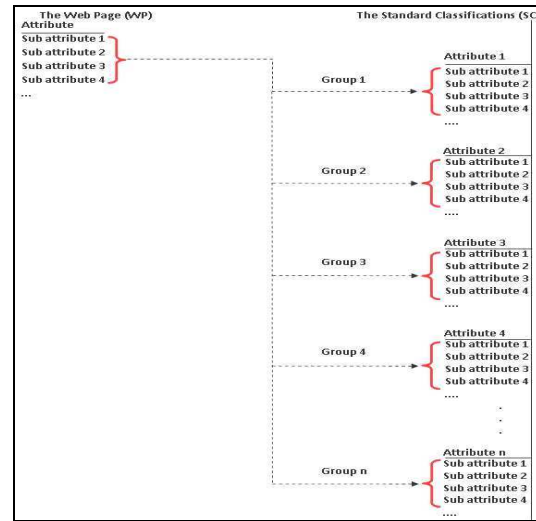 The Web Page (WP)
Attribute
Sub attribute 1
Sub attribute 2
Sub attribute 3
Sub attribute 4
...
The Standard Classifications (SC
Group 1
Attribute 1
Sub attribute 1
Sub attribute 2
Sub attribute 3
Sub attribute 4
....
Group 2
Attribute 2
Sub attribute 1
Sub attribute 2
Sub attribute 3
Sub attribute 4
....
Group 3
Attribute 3
Sub attribute 1
Sub attribute 2
Sub attribute 3
Sub attribute 4
....
Group 4
Attribute 4
Sub attribute 1
Sub attribute 2
Sub attribute 3
Sub attribute 4
....
.
.
.
Group n
Attribute n
Sub attribute 1
Sub attribute 2
Sub attribute 3
Sub attribute 4
....